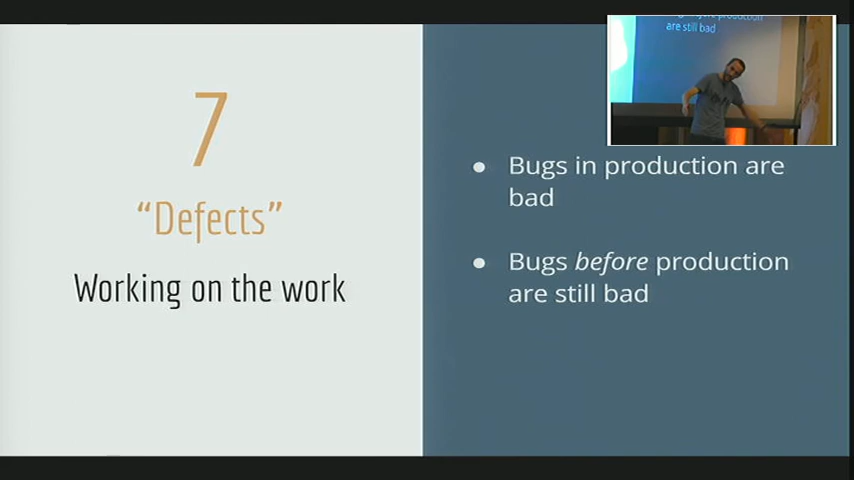 7
“Defects”
Working on the work
● Bugs in production are
bad
● Bugs before production
are still bad
production
are still bad